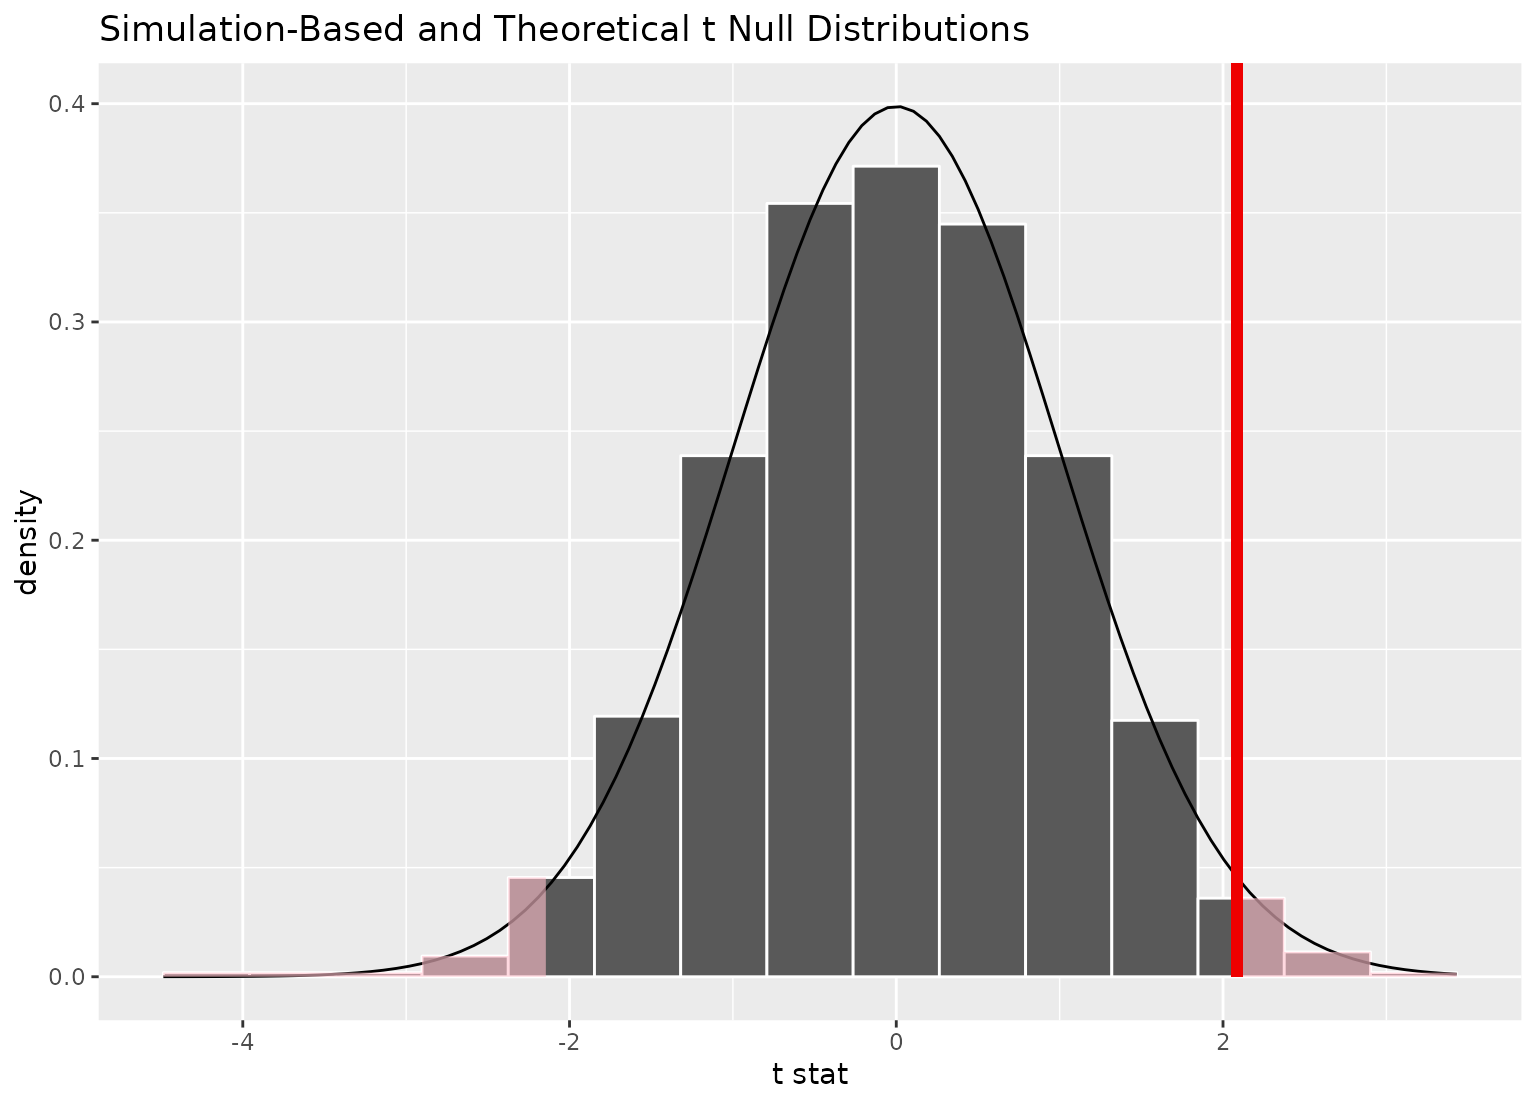 Simulation-Based and Theoretical t Null Distributions
density
0.4
0.3
0.2
0.1
0.0
-4 -2 0 2
t stat